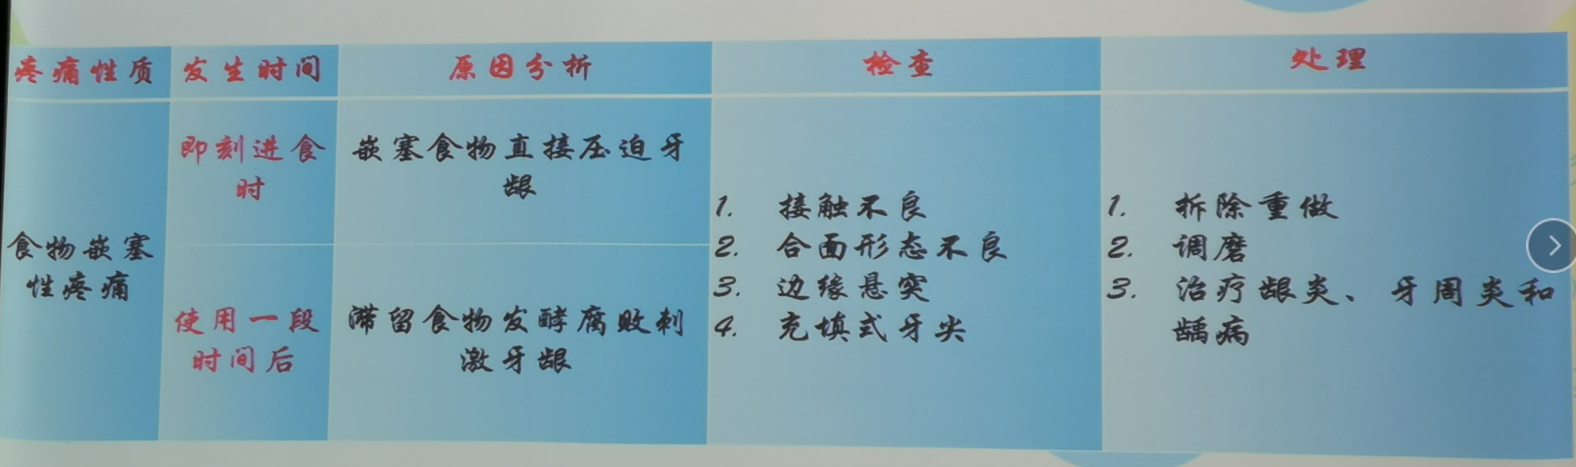 疼痛性质 发生时间 原因分析 检查 处理
食物嵌塞
性疼痛
即刻进食
时
嵌塞食物直接压迫牙
龈
使用一段
时间后
滞留食物发酵腐败刺
激牙龈
1. 接触不良
2. 合面形态不良
3. 边缘悬突
4. 充填式牙尖
1. 拆除重做
2. 调磨
3. 治疗龈炎、牙周炎和
龋病